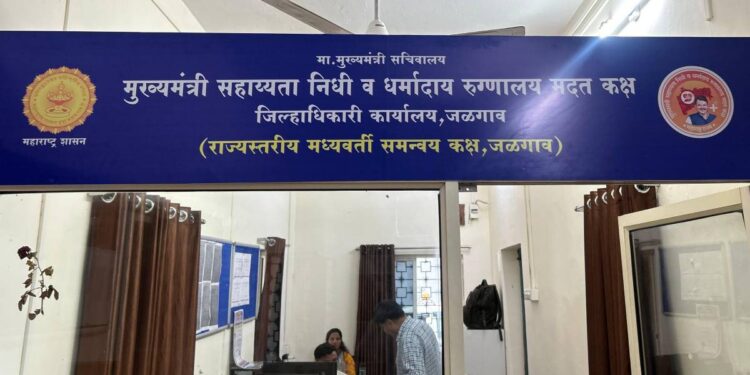 मा.मुख्यमंत्री सचिवालय
मुख्यमंत्री सहाय्यता निधी व धर्मादाय रुग्णालय मदत कक्ष
जिल्हाधिकारी कार्यालय,जळगाव
(राज्यस्तरीय मध्यवर्ती समन्वय कक्ष,जळगाव)
महाराष्ट्र शासन